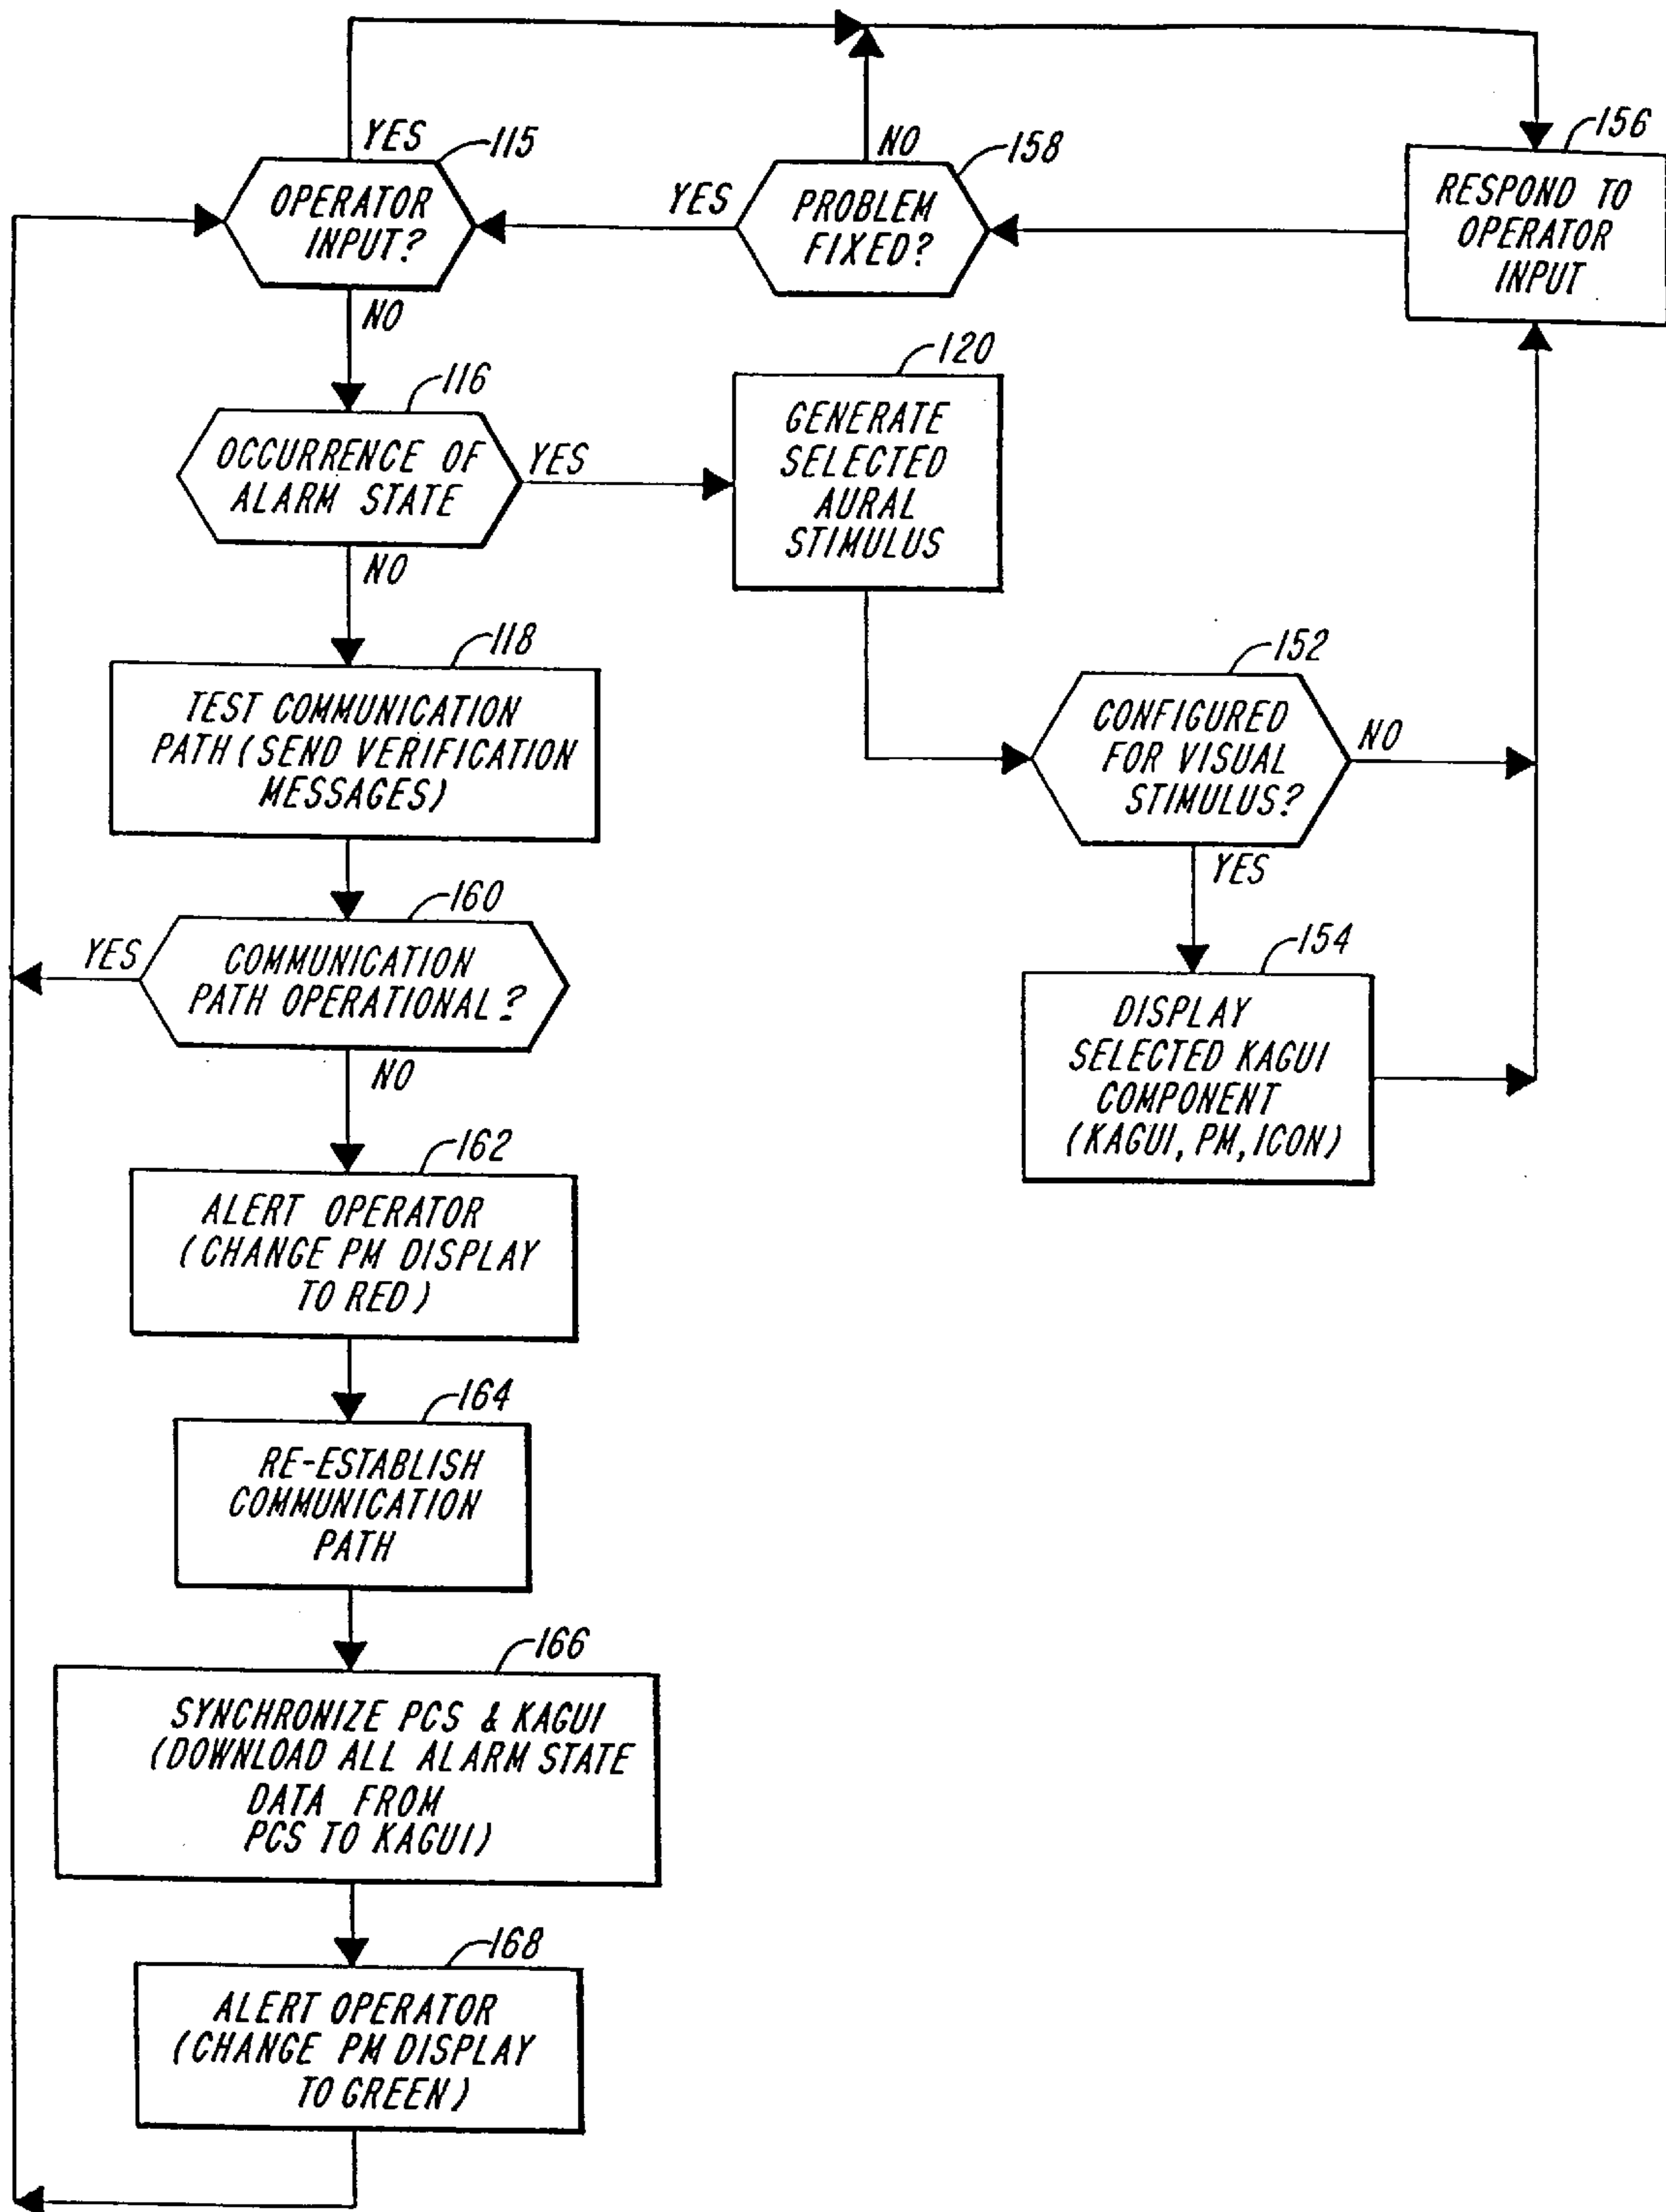 YES
115
OPERATOR
INPUT?
NO
YES
NO
158
PROBLEM
FIXED?
156
RESPOND TO
OPERATOR
INPUT
116
OCCURRENCE OF
ALARM STATE
YES
NO
120
GENERATE
SELECTED
AURAL
STIMULUS
118
TEST COMMUNICATION
PATH (SEND VERIFICATION
MESSAGES)
152
CONFIGURED
FOR VISUAL
STIMULUS?
NO
YES
160
YES
COMMUNICATION
PATH OPERATIONAL?
NO
154
DISPLAY
SELECTED KAGUI
COMPONENT
(KAGUI, PM, ICON)
162
ALERT OPERATOR
(CHANGE PM DISPLAY
TO RED)
164
RE-ESTABLISH
COMMUNICATION
PATH
166
SYNCHRONIZE PCS & KAGUI
(DOWNLOAD ALL ALARM STATE
DATA FROM
PCS TO KAGUI)
168
ALERT OPERATOR
(CHANGE PM DISPLAY
TO GREEN)